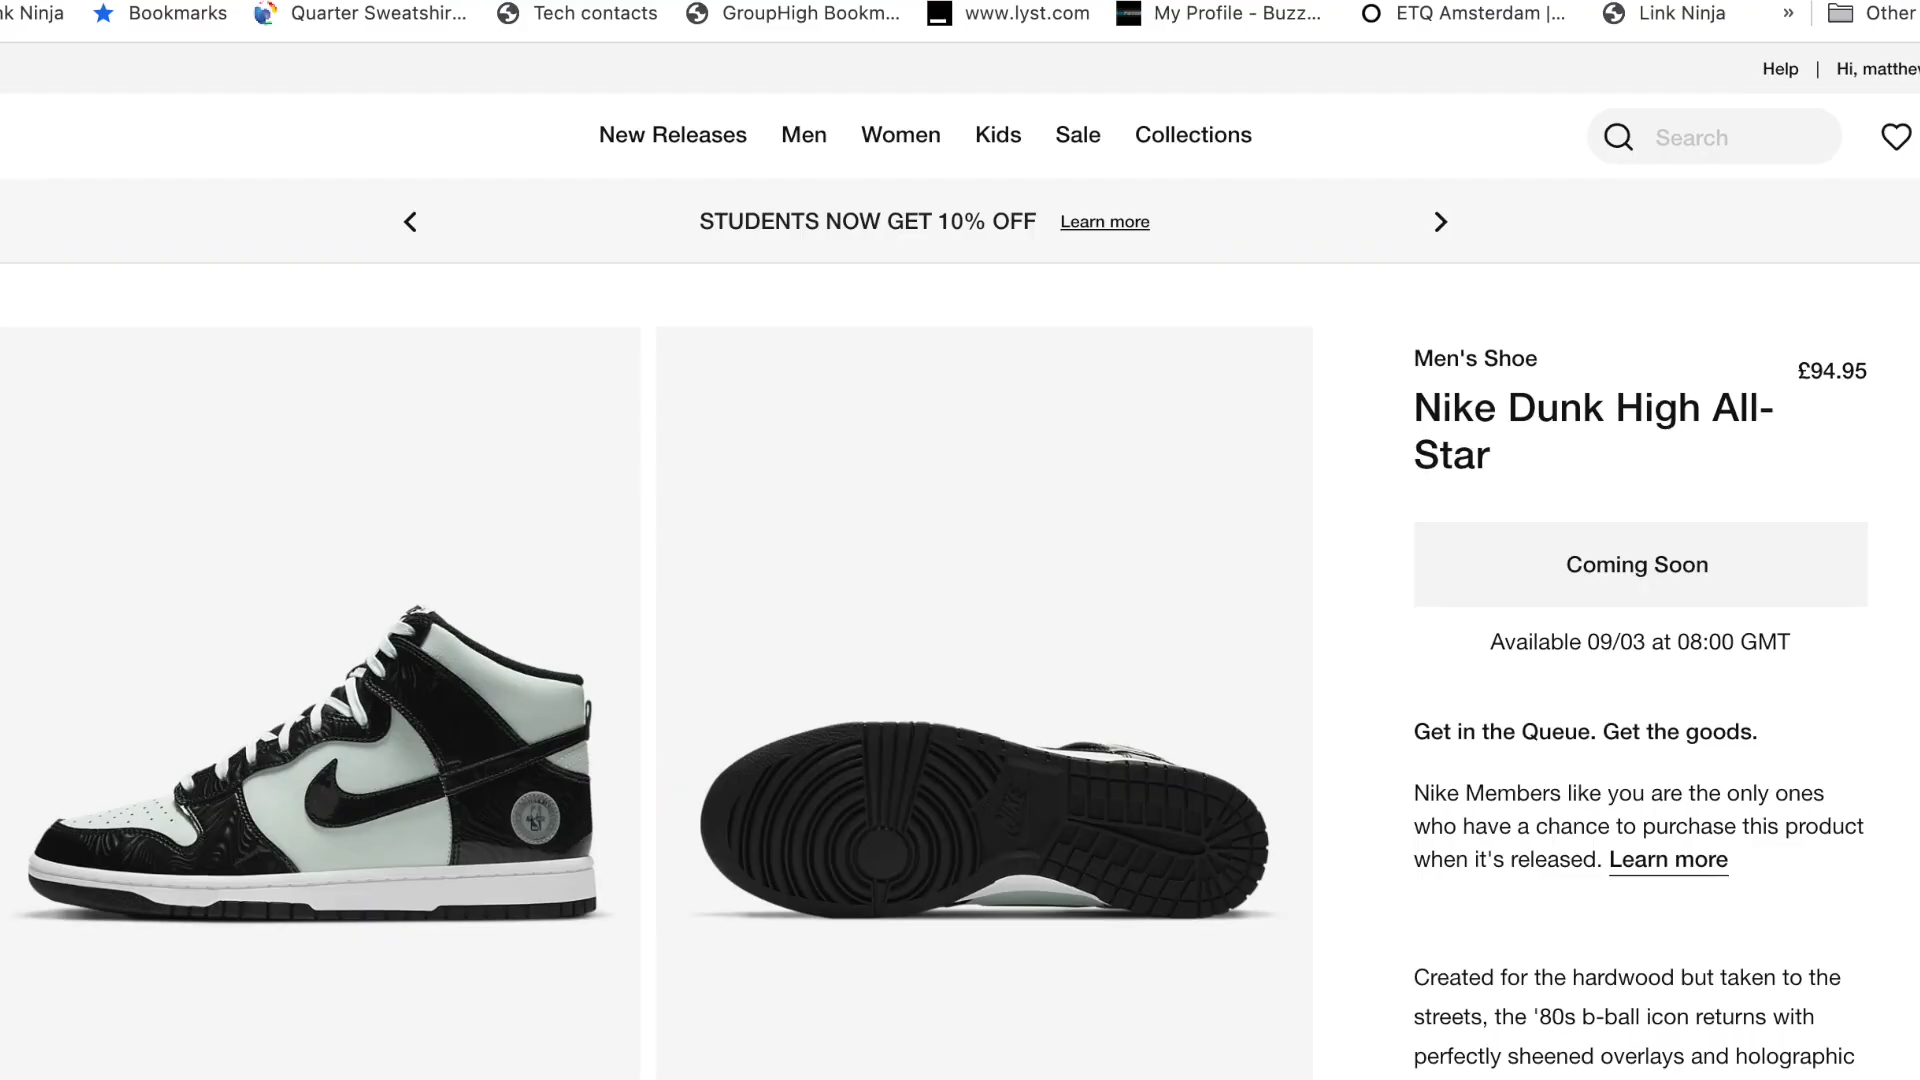 nk Ninja
Bookmarks
Quarter Sweatshir...
Tech contacts
GroupHigh Bookm...
www.lyst.com
My Profile - Buzz...
ETQ Amsterdam |...
Link Ninja
»
Other
Help | Hi, matthew
New Releases Men Women Kids Sale Collections
Search
STUDENTS NOW GET 10% OFF Learn more
Men's Shoe
£94.95
Nike Dunk High All-
Star
Coming Soon
Available 09/03 at 08:00 GMT
Get in the Queue. Get the goods.
Nike Members like you are the only ones
who have a chance to purchase this product
when it's released. Learn more
Created for the hardwood but taken to the
streets, the '80s b-ball icon returns with
perfectly sheened overlays and holographic